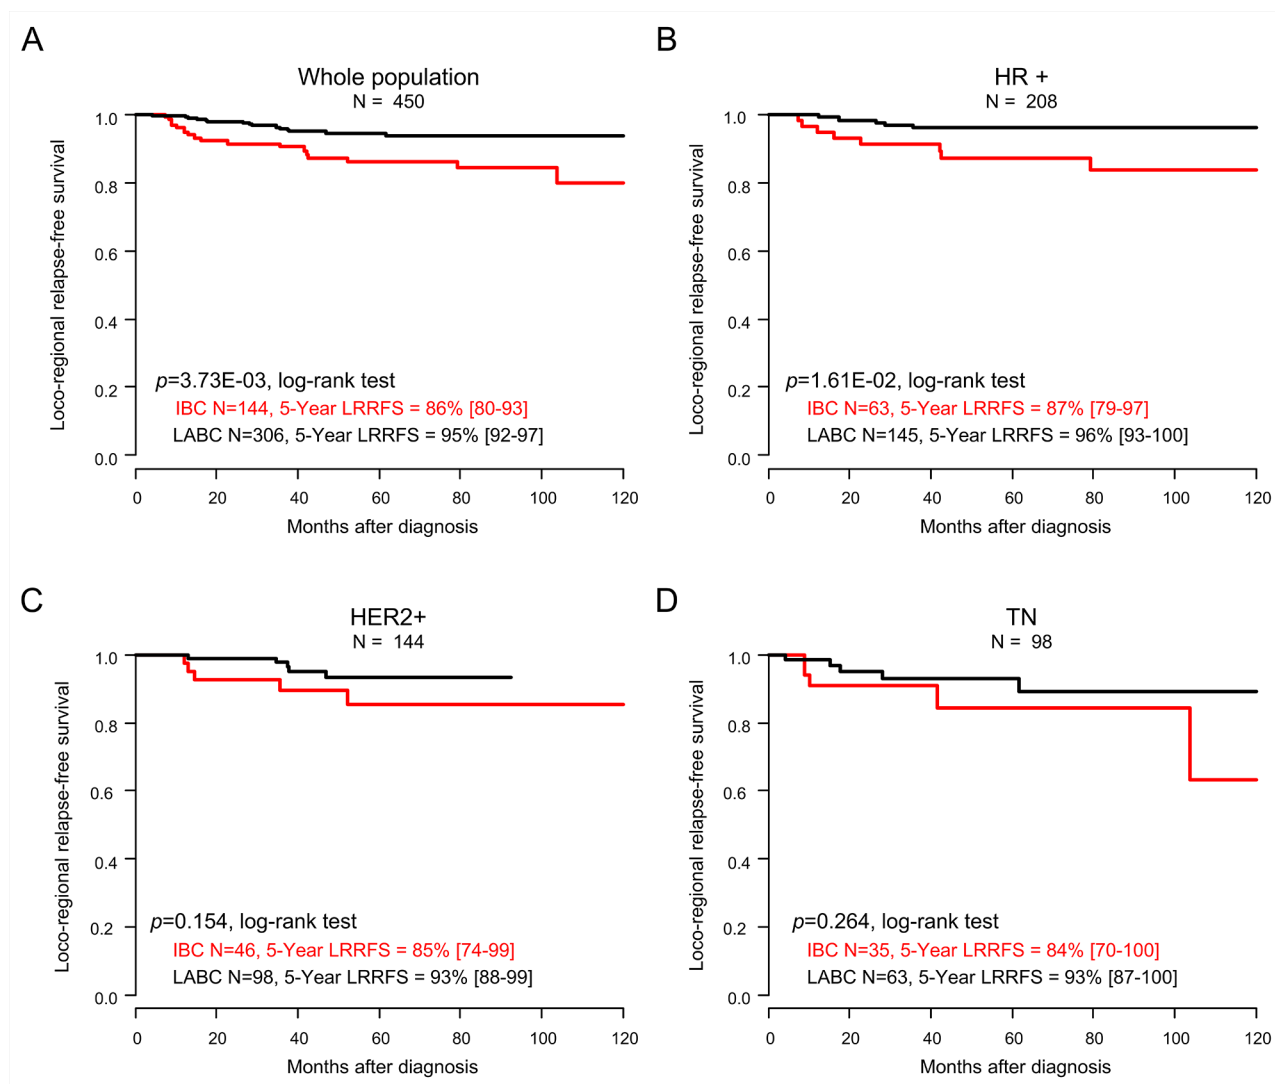 A
Whole population
N = 450
Loco-regional relapse-free survival
1.0
0.8
0.6
0.4
0.2
0.0
p=3.73E-03, log-rank test
IBC N=144, 5-Year LRRFS = 86% [80-93]
LABC N=306, 5-Year LRRFS = 95% [92-97]
0 20 40 60 80 100 120
Months after diagnosis
B
HR +
N = 208
Loco-regional relapse-free survival
1.0
0.8
0.6
0.4
0.2
0.0
p=1.61E-02, log-rank test
IBC N=63, 5-Year LRRFS = 87% [79-97]
LABC N=145, 5-Year LRRFS = 96% [93-100]
0 20 40 60 80 100 120
Months after diagnosis
C
HER2+
N = 144
Loco-regional relapse-free survival
1.0
0.8
0.6
0.4
0.2
0.0
p=0.154, log-rank test
IBC N=46, 5-Year LRRFS = 85% [74-99]
LABC N=98, 5-Year LRRFS = 93% [88-99]
0 20 40 60 80 100 120
Months after diagnosis
D
TN
N = 98
Loco-regional relapse-free survival
1.0
0.8
0.6
0.4
0.2
0.0
p=0.264, log-rank test
IBC N=35, 5-Year LRRFS = 84% [70-100]
LABC N=63, 5-Year LRRFS = 93% [87-100]
0 20 40 60 80 100 120
Months after diagnosis